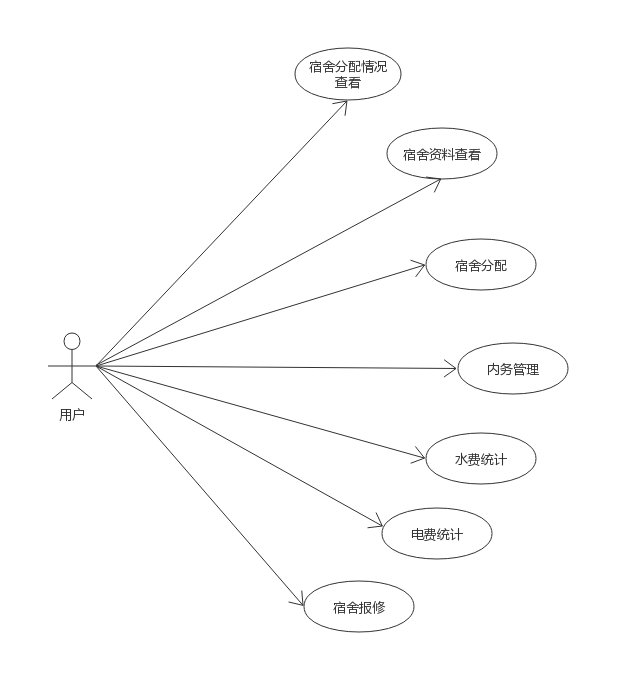 宿舍分配情况
查看
宿舍资料查看
宿舍分配
内务管理
用户
水费统计
电费统计
宿舍报修